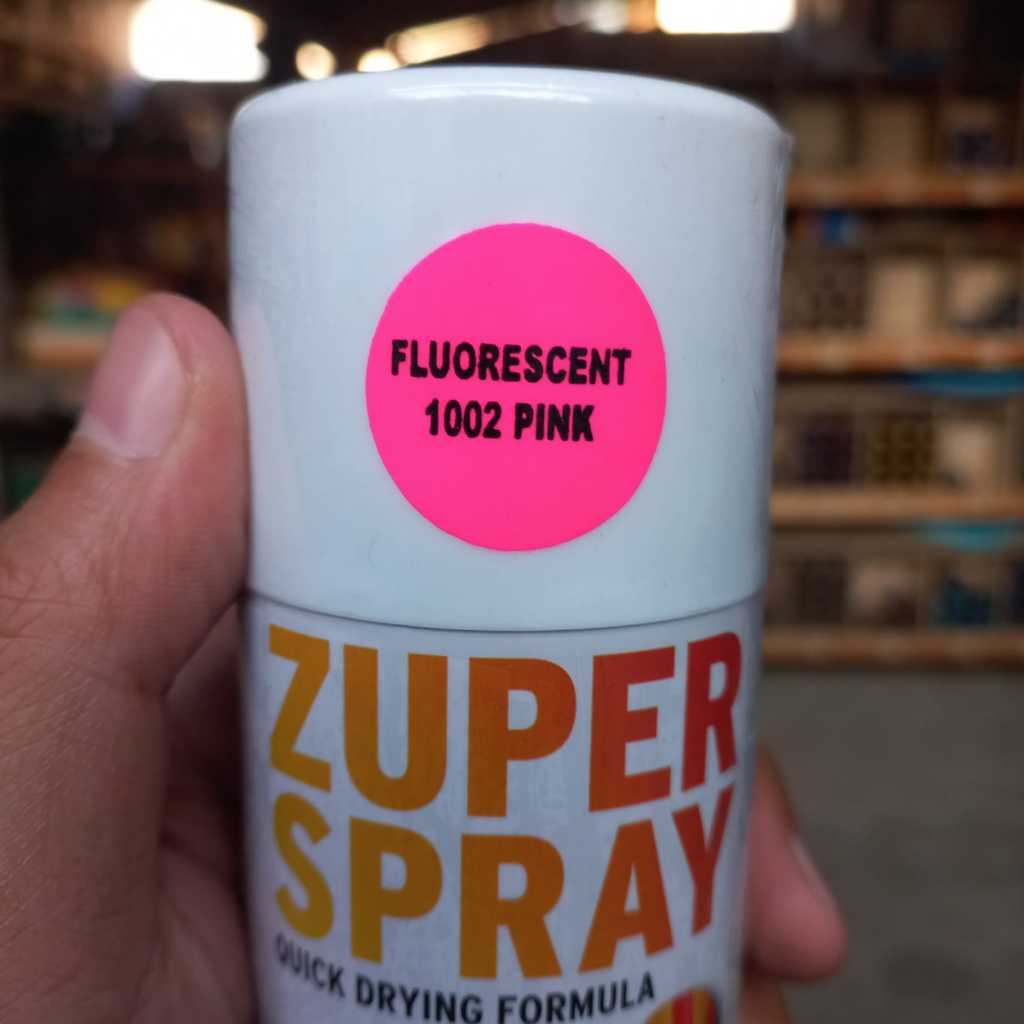 FLUORESCENT
1002 PINK
ZUPER
SPRAY
QUICK DRYING FORMULA